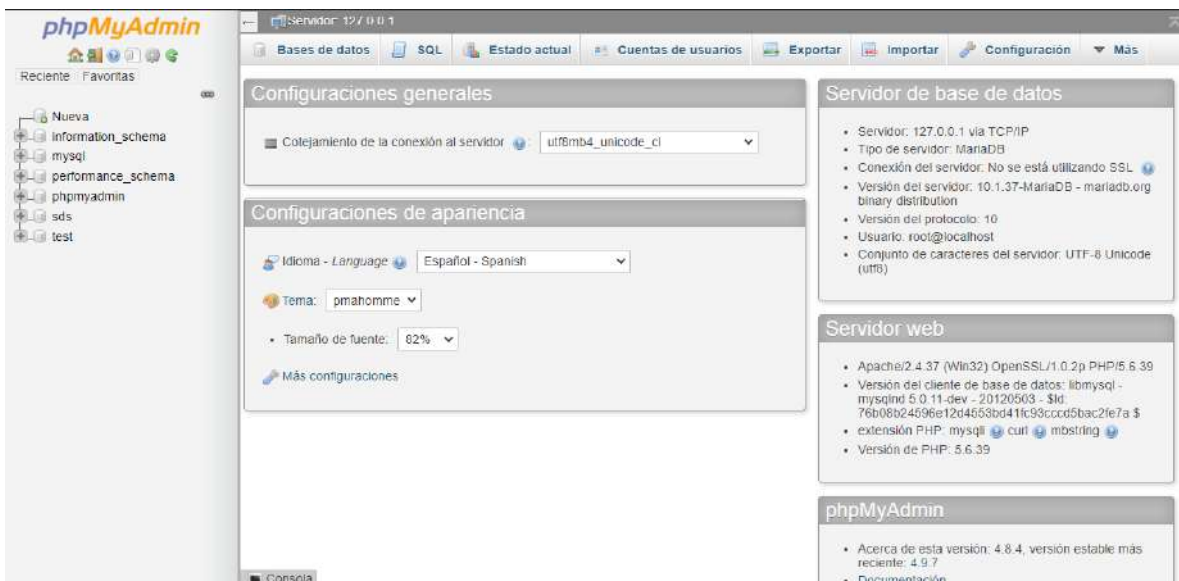 phpMyAdmin
Reciente Favoritas
Nueva
information_schema
mysql
performance_schema
phpmyadmin
sds
test
Servidor: 127.0.0.1
Bases de datos SQL Estado actual Cuentas de usuarios Exportar Importar Configuración Más
Configuraciones generales
Cotejamiento de la conexión al servidor : utf8mb4_unicode_ci
Configuraciones de apariencia
Idioma - Language Español - Spanish
Tema: pmahomme
Tamaño de fuente: 82%
Más configuraciones
Servidor de base de datos
Servidor: 127.0.0.1 via TCP/IP
Tipo de servidor: MariaDB
Conexión del servidor: No se está utilizando SSL
Versión del servidor: 10.1.37-MariaDB - mariadb.org
binary distribution
Versión del protocolo: 10
Usuario: root@localhost
Conjunto de caracteres del servidor: UTF-8 Unicode
(utf8)
Servidor web
Apache/2.4.37 (Win32) OpenSSL/1.0.2p PHP/5.6.39
Versión del cliente de base de datos: libmysql -
mysqlnd 5.0.11-dev - 20120503 - $Id:
76b08b24596e12d4553bd41fc93cccd5bac2fe7a $
extensión PHP: mysqli curl mbstring
Versión de PHP: 5.6.39
phpMyAdmin
Acerca de esta versión: 4.8.4, versión estable más
reciente: 4.9.7
Documentación
Consola